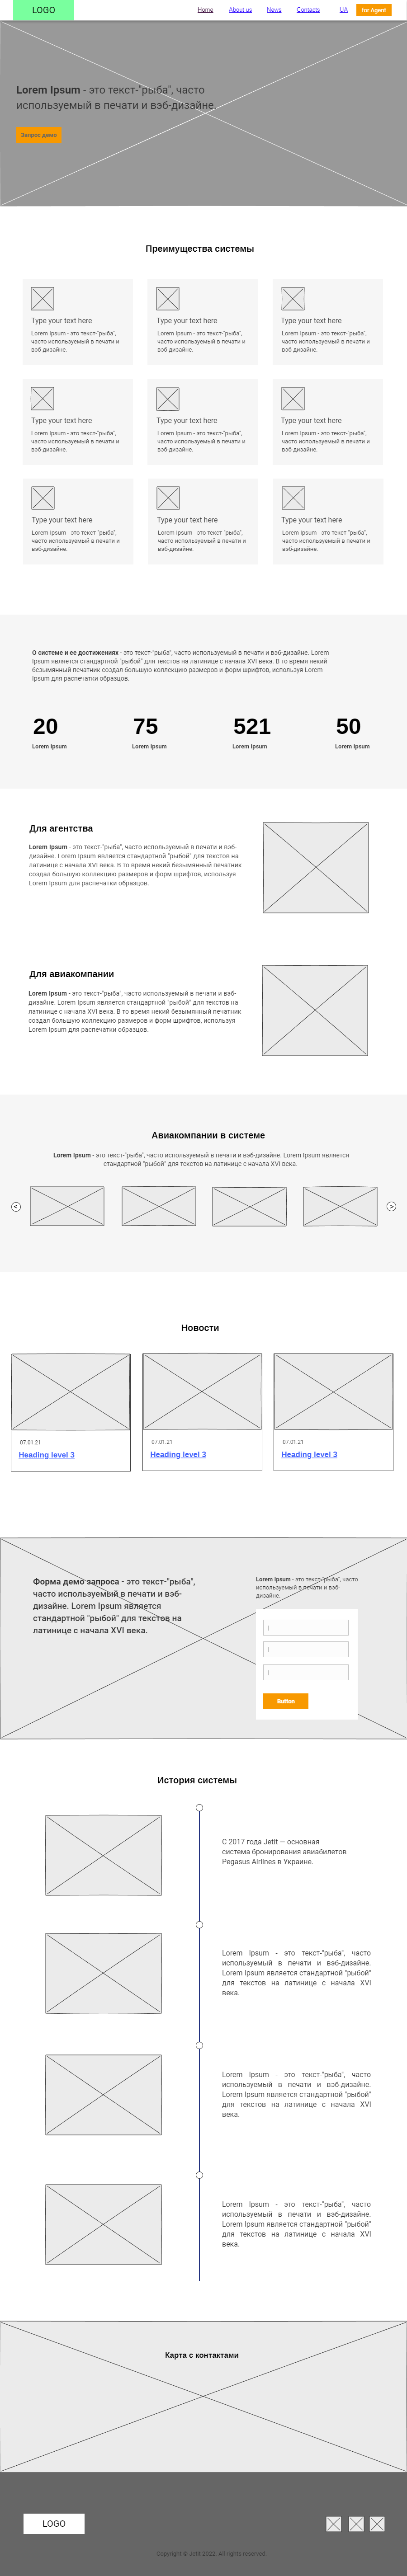 LOGO
Home About us News Contacts UA for Agent
Lorem Ipsum - это текст-"рыба", часто
используемый в печати и вэб-дизайне.
Запрос демо
Преимущества системы
Type your text here
Lorem Ipsum - это текст-"рыба",
часто используемый в печати и
вэб-дизайне.
Type your text here
Lorem Ipsum - это текст-"рыба",
часто используемый в печати и
вэб-дизайне.
Type your text here
Lorem Ipsum - это текст-"рыба",
часто используемый в печати и
вэб-дизайне.
Type your text here
Lorem Ipsum - это текст-"рыба",
часто используемый в печати и
вэб-дизайне.
Type your text here
Lorem Ipsum - это текст-"рыба",
часто используемый в печати и
вэб-дизайне.
Type your text here
Lorem Ipsum - это текст-"рыба",
часто используемый в печати и
вэб-дизайне.
Type your text here
Lorem Ipsum - это текст-"рыба",
часто используемый в печати и
вэб-дизайне.
Type your text here
Lorem Ipsum - это текст-"рыба",
часто используемый в печати и
вэб-дизайне.
Type your text here
Lorem Ipsum - это текст-"рыба",
часто используемый в печати и
вэб-дизайне.
О системе и ее достижениях - это текст-"рыба", часто используемый в печати и вэб-дизайне. Lorem
Ipsum является стандартной "рыбой" для текстов на латинице с начала XVI века. В то время некий
безымянный печатник создал большую коллекцию размеров и форм шрифтов, используя Lorem
Ipsum для распечатки образцов.
20 75 521 50
Lorem Ipsum Lorem Ipsum Lorem Ipsum Lorem Ipsum
Для агентства
Lorem Ipsum - это текст-"рыба", часто используемый в печати и вэб-
дизайне. Lorem Ipsum является стандартной "рыбой" для текстов на
латинице с начала XVI века. В то время некий безымянный печатник
создал большую коллекцию размеров и форм шрифтов, используя
Lorem Ipsum для распечатки образцов.
Для авиакомпании
Lorem Ipsum - это текст-"рыба", часто используемый в печати и вэб-
дизайне. Lorem Ipsum является стандартной "рыбой" для текстов на
латинице с начала XVI века. В то время некий безымянный печатник
создал большую коллекцию размеров и форм шрифтов, используя
Lorem Ipsum для распечатки образцов.
Авиакомпании в системе
Lorem Ipsum - это текст-"рыба", часто используемый в печати и вэб-дизайне. Lorem Ipsum является
стандартной "рыбой" для текстов на латинице с начала XVI века.
< >
Новости
07.01.21
Heading level 3
07.01.21
Heading level 3
07.01.21
Heading level 3
Форма демо запроса - это текст-"рыба",
часто используемый в печати и вэб-
дизайне. Lorem Ipsum является
стандартной "рыбой" для текстов на
латинице с начала XVI века.
Lorem Ipsum - это текст-"рыба", часто
используемый в печати и вэб-
дизайне.
Button
История системы
С 2017 года Jetit — основная
система бронирования авиабилетов
Pegasus Airlines в Украине.
Lorem Ipsum - это текст-"рыба", часто
используемый в печати и вэб-дизайне.
Lorem Ipsum является стандартной "рыбой"
для текстов на латинице с начала XVI
века.
Lorem Ipsum - это текст-"рыба", часто
используемый в печати и вэб-дизайне.
Lorem Ipsum является стандартной "рыбой"
для текстов на латинице с начала XVI
века.
Lorem Ipsum - это текст-"рыба", часто
используемый в печати и вэб-дизайне.
Lorem Ipsum является стандартной "рыбой"
для текстов на латинице с начала XVI
века.
Карта с контактами
LOGO
Copyright © Jetit 2022. All rights reserved.